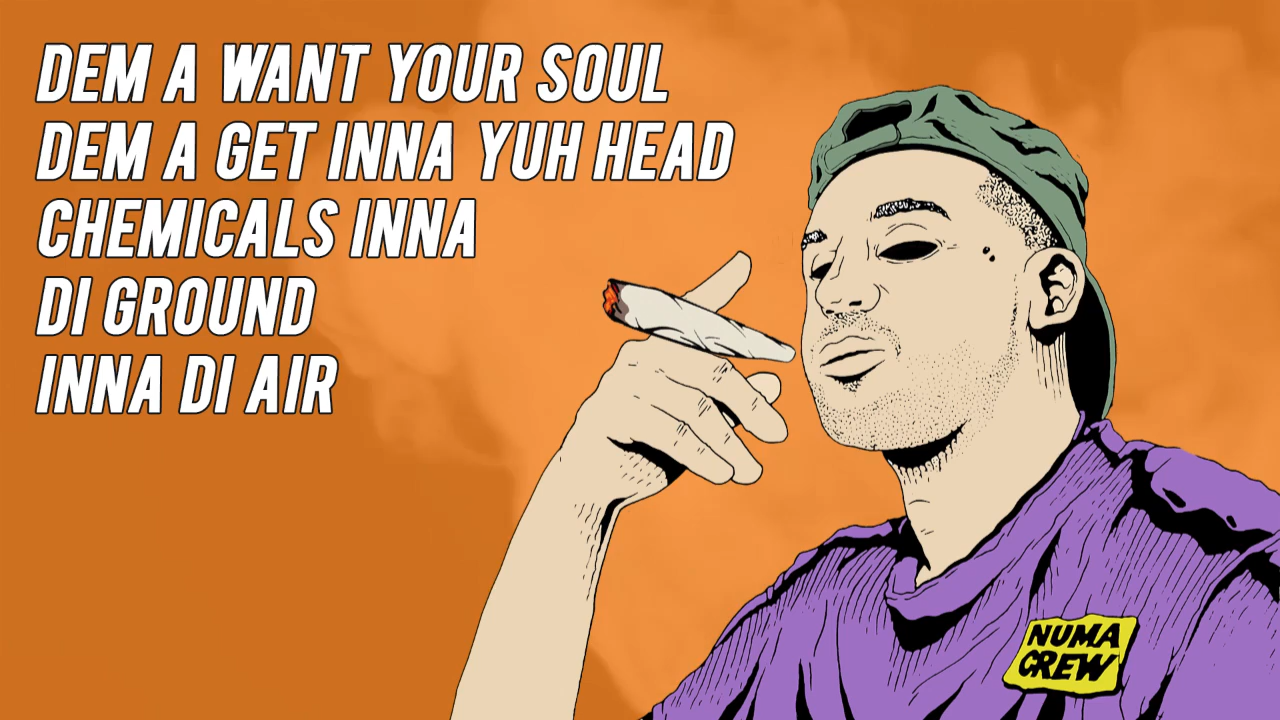 DEM A WANT YOUR SOUL
DEM A GET INNA YUH HEAD
CHEMICALS INNA
DI GROUND
INNA DI AIR
NUMA
CREW